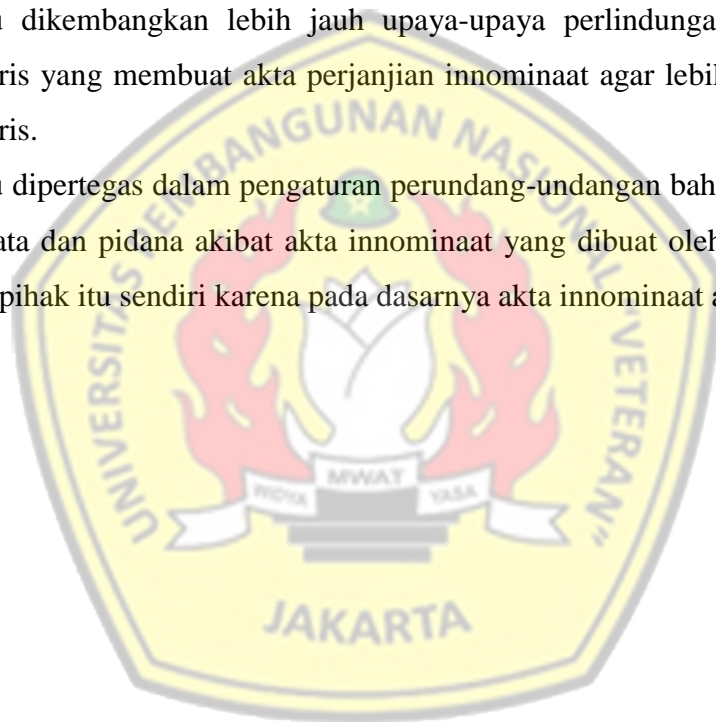 u dikembangkan lebih jauh upaya-upaya perlindunga
ris yang membuat akta perjanjian innominaat agar lebih
ris.
u dipertegas dalam pengaturan perundang-undangan bah
ata dan pidana akibat akta innominaat yang dibuat oleh
pihak itu sendiri karena pada dasarnya akta innominaat a
UNIVERSITAS PEMBANGUNAN NASIONAL "VETERAN"
WIDYA MWAT YASA
JAKARTA